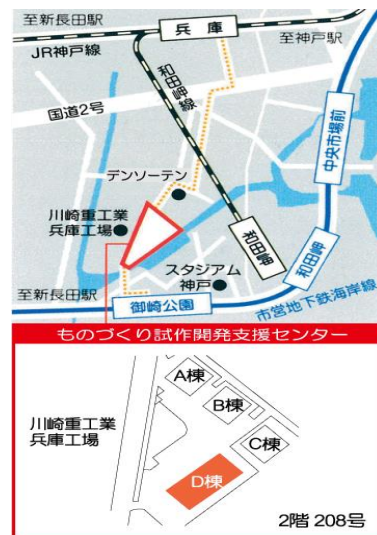 至新長田駅
兵庫
至神戸駅
JR神戸線
和田岬線
国道2号
中央市場前
デンソーテン
川崎重工業
兵庫工場
和田岬
和田岬
スタジアム
神戸
至新長田駅
御崎公園
市営地下鉄海岸線
ものづくり試作開発支援センター
A棟
B棟
川崎重工業
兵庫工場
C棟
D棟
2階 208号